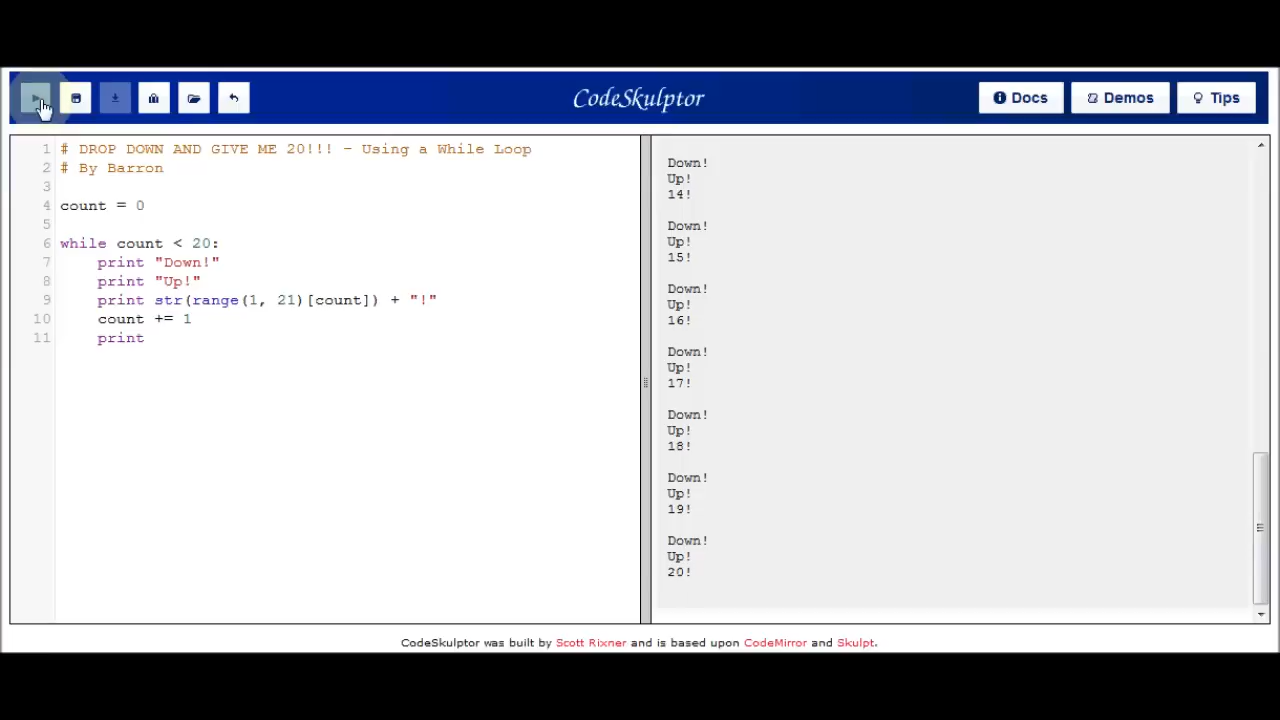 CodeSkulptor
Docs
Demos
Tips
1 # DROP DOWN AND GIVE ME 20!!! - Using a While Loop
2 # By Barron
3
4 count = 0
5
6 while count < 20:
7     print "Down!"
8     print "Up!"
9     print str(range(1, 21)[count]) + "!"
10     count += 1
11     print
Down!
Up!
14!
Down!
Up!
15!
Down!
Up!
16!
Down!
Up!
17!
Down!
Up!
18!
Down!
Up!
19!
Down!
Up!
20!
CodeSkulptor was built by Scott Rixner and is based upon CodeMirror and Skulpt.